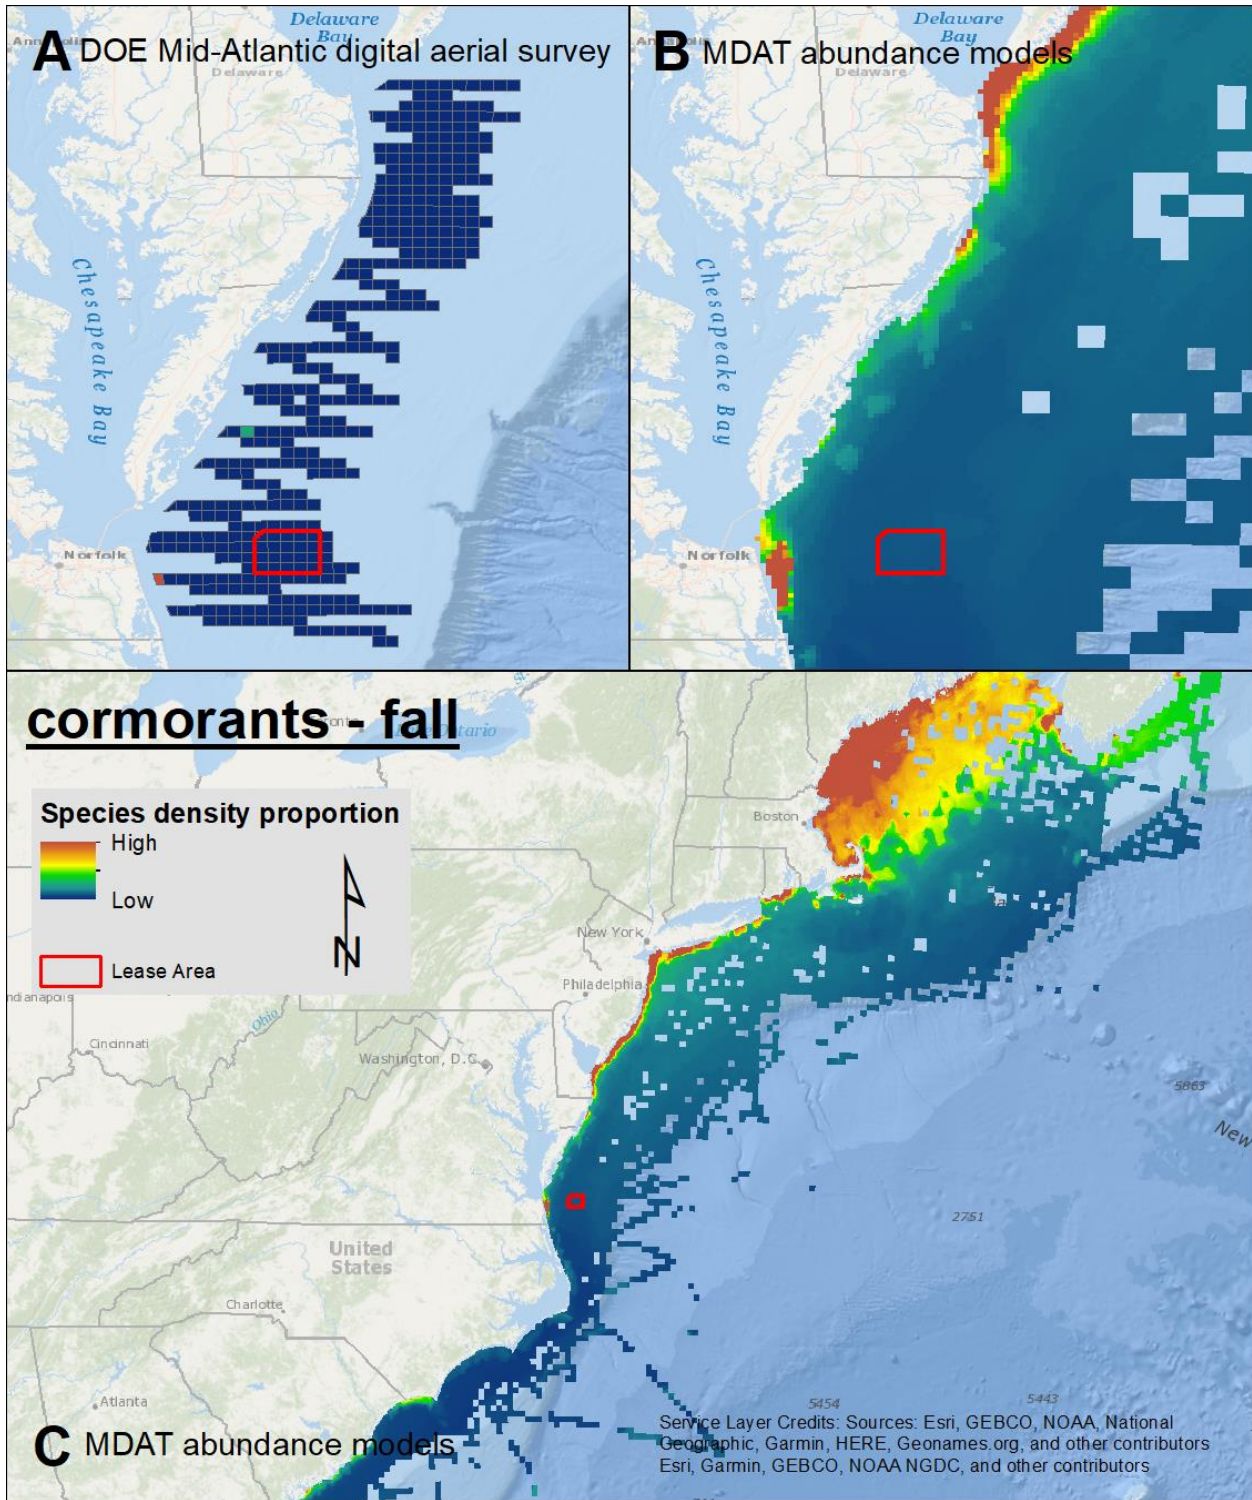 Delaware
Bay
A DOE Mid-Atlantic digital aerial survey
Delaware
Chesapeake Bay
Norfolk
Delaware
Bay
B MDAT abundance models
Delaware
Chesapeake Bay
Norfolk
cormorants - fall
Ontario
Species density proportion
High
Low
N
Lease Area
Boston
New York
Philadelphia
ndianapolis
Ohio
Cincinnati
Washington, D.C.
5863
New
2751
United
States
Charlotte
Atlanta
5454
5443
C MDAT abundance models
Service Layer Credits: Sources: Esri, GEBCO, NOAA, National
Geographic, Garmin, HERE, Geonames.org, and other contributors
Esri, Garmin, GEBCO, NOAA NGDC, and other contributors